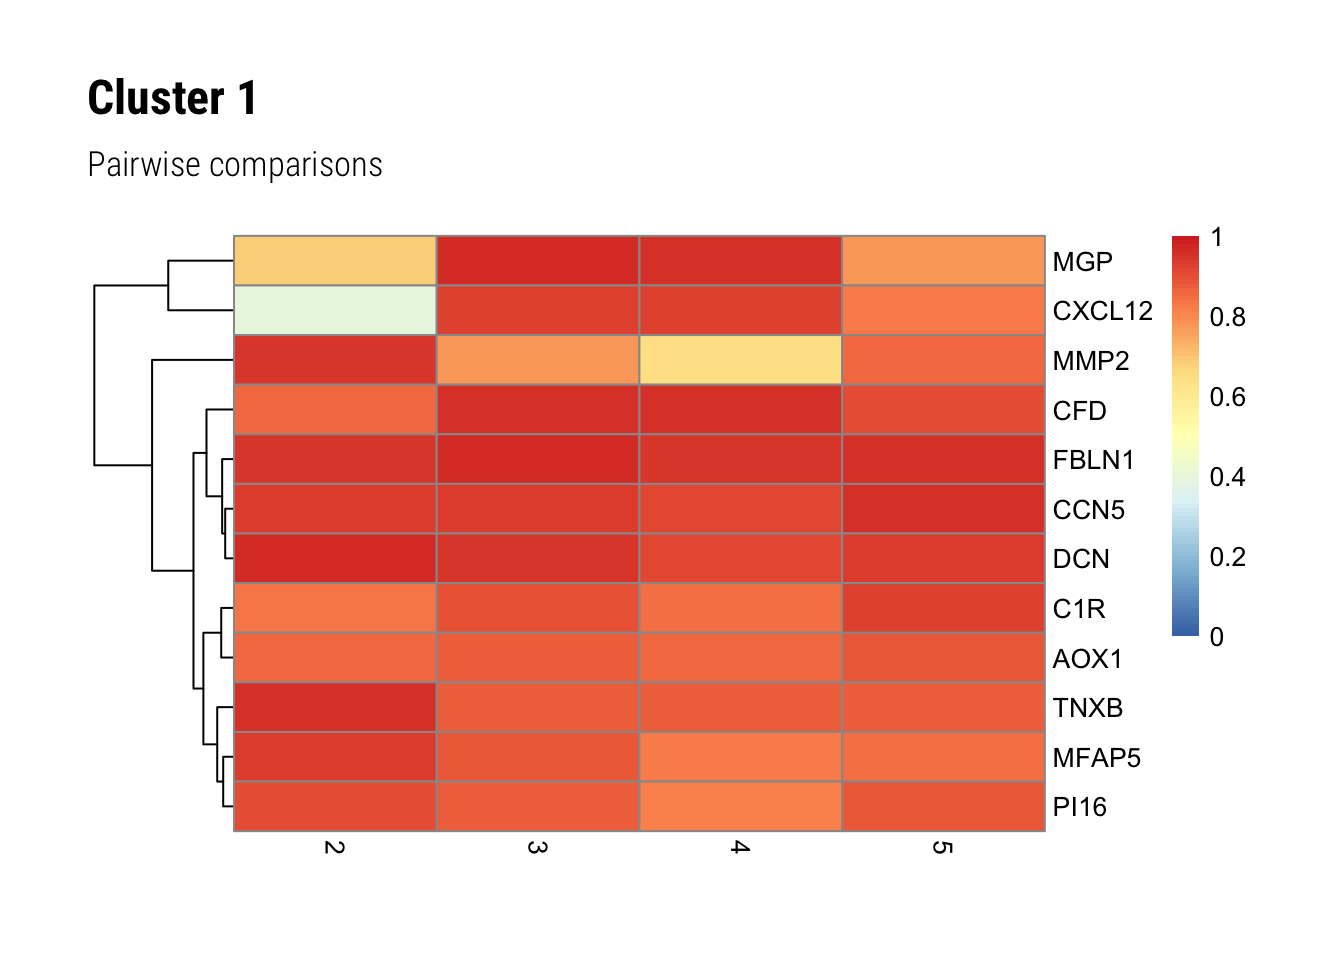 Cluster 1
Pairwise comparisons
MGP
CXCL12
MMP2
CFD
FBLN1
CCN5
DCN
C1R
AOX1
TNXB
MFAP5
PI16
1
0.8
0.6
0.4
0.2
0
2
3
4
5